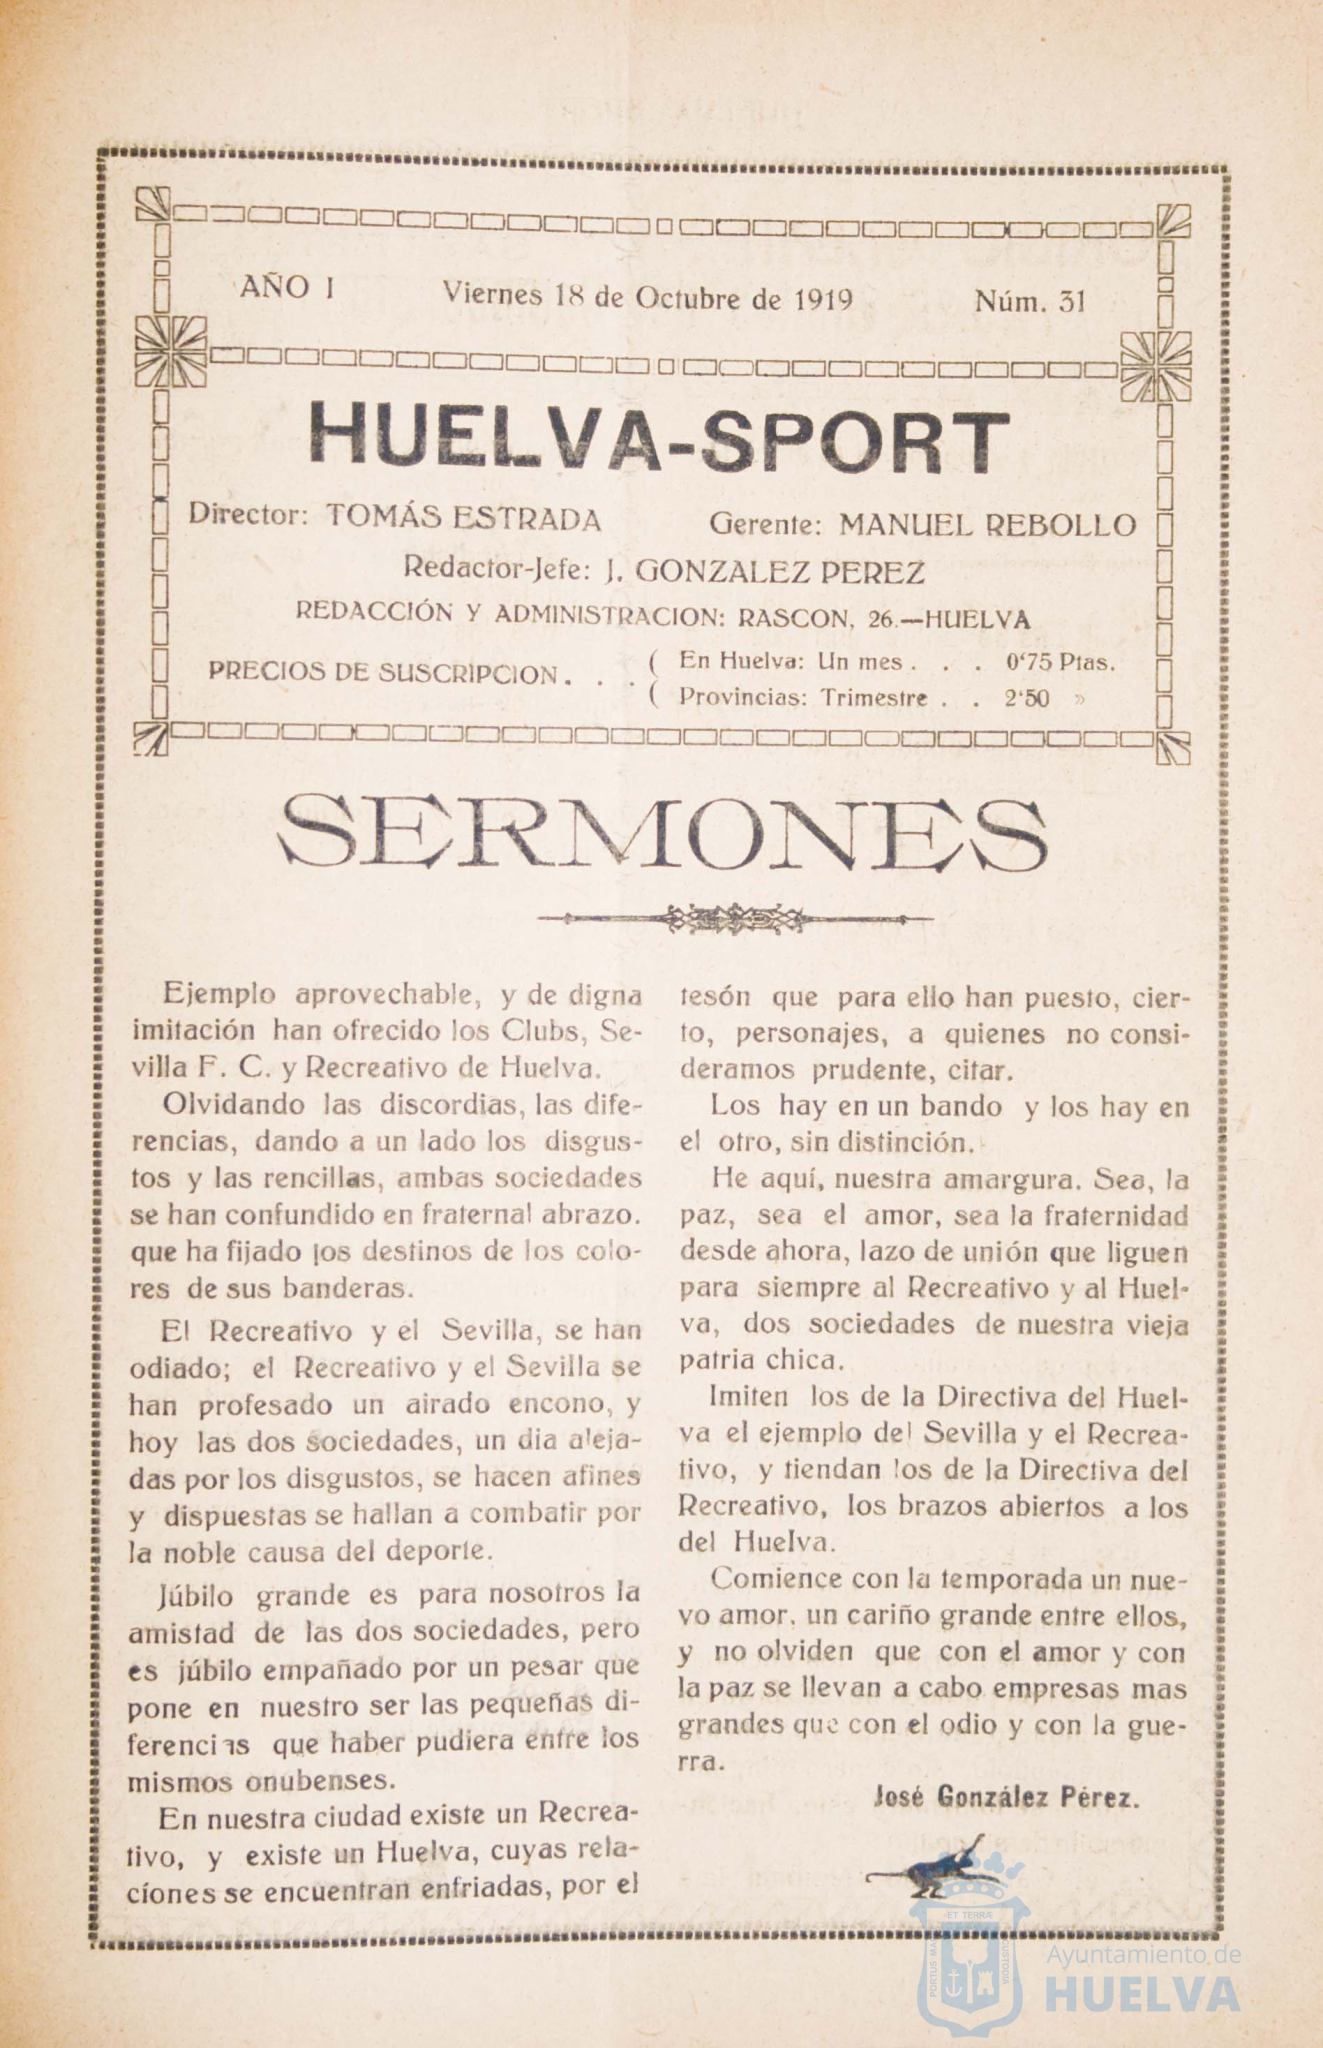 AÑO I
Viernes 18 de Octubre de 1919
Núm. 31
HUELVA-SPORT
Director: TOMÁS ESTRADA
Gerente: MANUEL REBOLLO
Redactor-Jefe: J. GONZALEZ PEREZ
REDACCIÓN Y ADMINISTRACION: RASCON, 26.—HUELVA
PRECIOS DE SUSCRIPCION. . . ( En Huelva: Un mes . . . 0‘75 Ptas.
( Provincias: Trimestre . . 2‘50 »
SERMONES
Ejemplo aprovechable, y de digna
imitación han ofrecido los Clubs, Se-
villa F. C. y Recreativo de Huelva.
Olvidando las discordias, las dife-
rencias, dando a un lado los disgus-
tos y las rencillas, ambas sociedades
se han confundido en fraternal abrazo.
que ha fijado los destinos de los colo-
res de sus banderas.
El Recreativo y el Sevilla, se han
odiado; el Recreativo y el Sevilla se
han profesado un airado encono, y
hoy las dos sociedades, un dia aleja-
das por los disgustos, se hacen afines
y dispuestas se hallan a combatir por
la noble causa del deporte.
Júbilo grande es para nosotros la
amistad de las dos sociedades, pero
es júbilo empañado por un pesar que
pone en nuestro ser las pequeñas di-
ferencias que haber pudiera entre los
mismos onubenses.
En nuestra ciudad existe un Recrea-
tivo, y existe un Huelva, cuyas rela-
ciones se encuentran enfriadas, por el
tesón que para ello han puesto, cier-
to, personajes, a quienes no consi-
deramos prudente, citar.
Los hay en un bando y los hay en
el otro, sin distinción.
He aquí, nuestra amargura. Sea, la
paz, sea el amor, sea la fraternidad
desde ahora, lazo de unión que liguen
para siempre al Recreativo y al Huel-
va, dos sociedades de nuestra vieja
patria chica.
Imiten los de la Directiva del Huel-
va el ejemplo del Sevilla y el Recrea-
tivo, y tiendan los de la Directiva del
Recreativo, los brazos abiertos a los
del Huelva.
Comience con la temporada un nue-
vo amor. un cariño grande entre ellos,
y no olviden que con el amor y con
la paz se llevan a cabo empresas mas
grandes que con el odio y con la gue-
rra.
José González Pérez.
ET TERRÆ
PORTUS MA
CUSTODIA
Ayuntamiento de
HUELVA